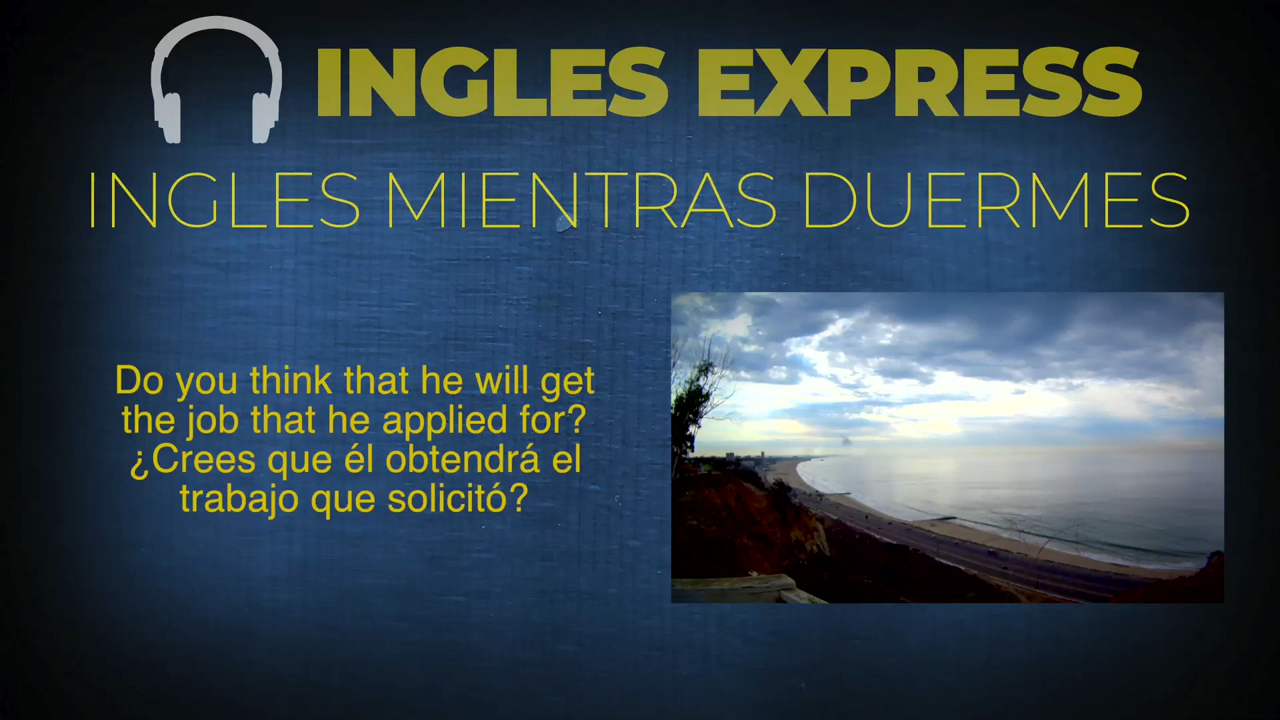 INGLES EXPRESS
INGLES MIENTRAS DUERMES
Do you think that he will get
the job that he applied for?
¿Crees que él obtendrá el
trabajo que solicitó?